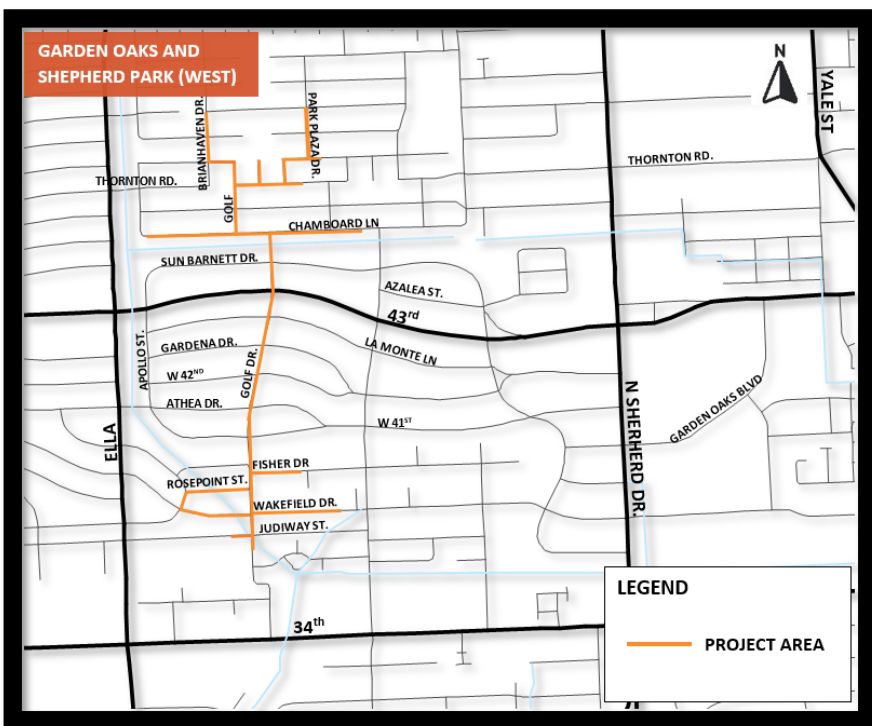 GARDEN OAKS AND
SHEPHERD PARK (WEST)
N
YALEST
BRIANHAVEN DR.
PARK PLAZA DR.
THORNTON RD.
THORNTON RD.
GOLF
CHAMBOARD LN
SUN BARNETT DR.
AZALEA ST.
43rd
APOLLO ST.
GARDENA DR.
LA MONTE LN
GOLF DR.
W 42ND
N SHERHERD DR.
GARDEN OAKS BLVD
ATHEA DR.
W 41ST
ELLA
FISHER DR
ROSEPOINT ST.
WAKEFIELD DR.
JUDIWAY ST.
34th
LEGEND
PROJECT AREA